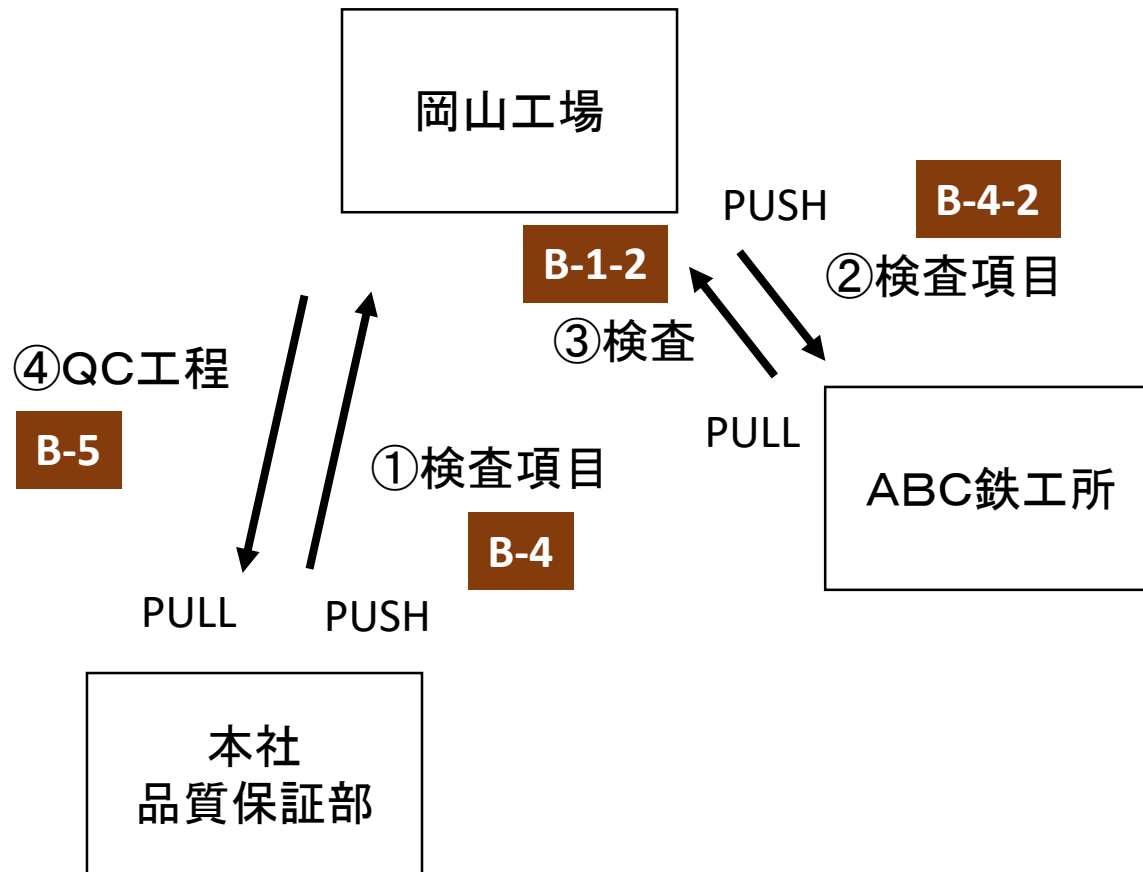 岡山工場
PUSH
B-4-2
②検査項目
B-1-2
③検査
PULL
ABC鉄工所
④QC工程
B-5
①検査項目
B-4
PULL
PUSH
本社
品質保証部